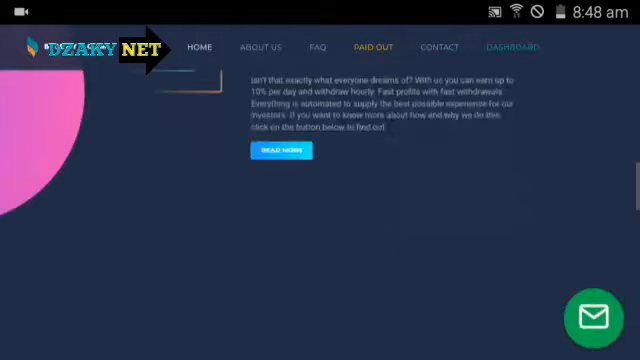 8:48 am
DZAKY NET
HOME ABOUT US FAQ PAID OUT CONTACT DASHBOARD
Isn't that exactly what everyone dreams of? With us you can earn up to
10% per day and withdraw hourly. Fast profits with fast withdrawals.
Everything is automated to supply the best possible experience for our
investors. If you want to know more about how and why we do this,
click on the button below to find out.
READ MORE